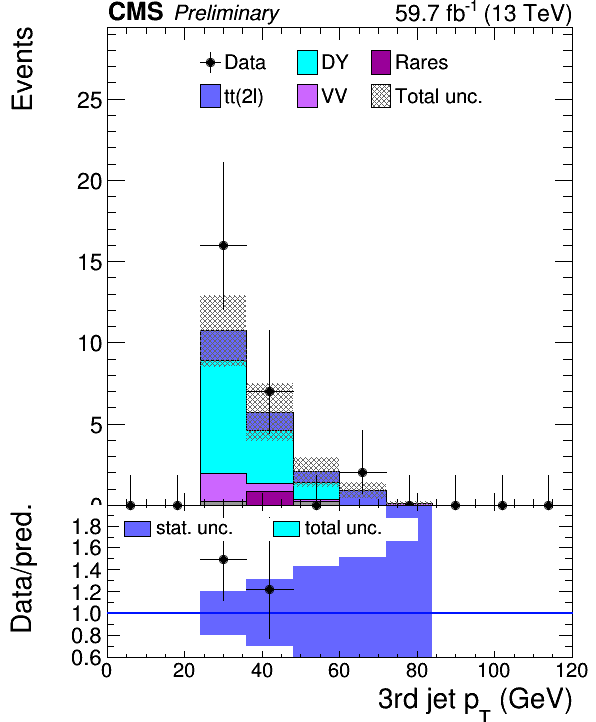 CMS Preliminary 59.7 fb⁻¹ (13 TeV)
Events
Data DY Rares
tt(2l) VV Total unc.
25
20
15
10
5
0
Data/pred.
stat. unc. total unc.
1.8
1.6
1.4
1.2
1.0
0.8
0.6
0 20 40 60 80 100 120
3rd jet p_T (GeV)